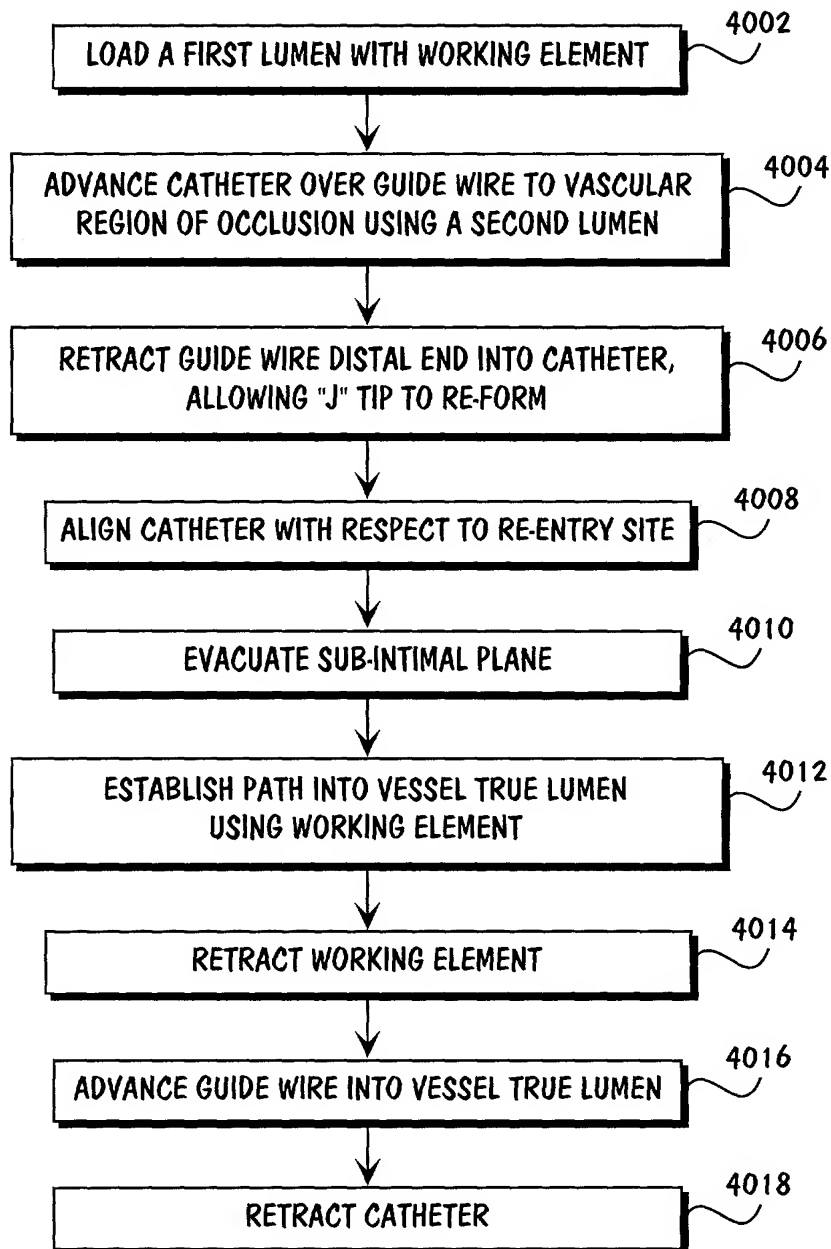 4002
LOAD A FIRST LUMEN WITH WORKING ELEMENT
4004
ADVANCE CATHETER OVER GUIDE WIRE TO VASCULAR
REGION OF OCCLUSION USING A SECOND LUMEN
4006
RETRACT GUIDE WIRE DISTAL END INTO CATHETER,
ALLOWING "J" TIP TO RE-FORM
4008
ALIGN CATHETER WITH RESPECT TO RE-ENTRY SITE
4010
EVACUATE SUB-INTIMAL PLANE
4012
ESTABLISH PATH INTO VESSEL TRUE LUMEN
USING WORKING ELEMENT
4014
RETRACT WORKING ELEMENT
4016
ADVANCE GUIDE WIRE INTO VESSEL TRUE LUMEN
4018
RETRACT CATHETER